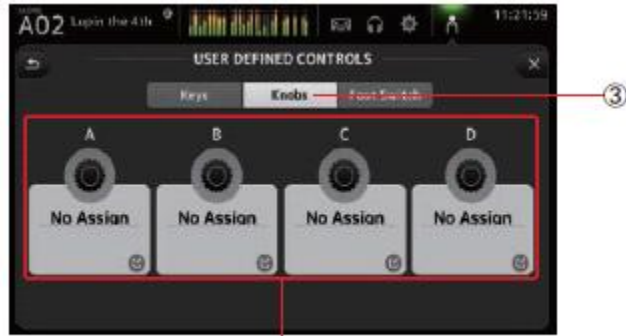 SCENE
A02 Lupin the 4th 11:21:59
USER DEFINED CONTROLS
Keys Knobs Foot Switch
③
A B C D
No Assign No Assign No Assign No Assign